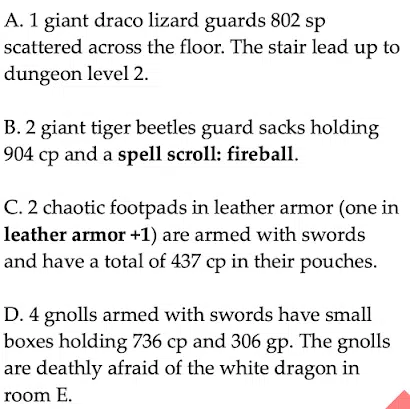 A. 1 giant draco lizard guards 802 sp
scattered across the floor. The stair lead up to
dungeon level 2.
B. 2 giant tiger beetles guard sacks holding
904 cp and a spell scroll: fireball.
C. 2 chaotic footpads in leather armor (one in
leather armor +1) are armed with swords
and have a total of 437 cp in their pouches.
D. 4 gnolls armed with swords have small
boxes holding 736 cp and 306 gp. The gnolls
are deathly afraid of the white dragon in
room E.